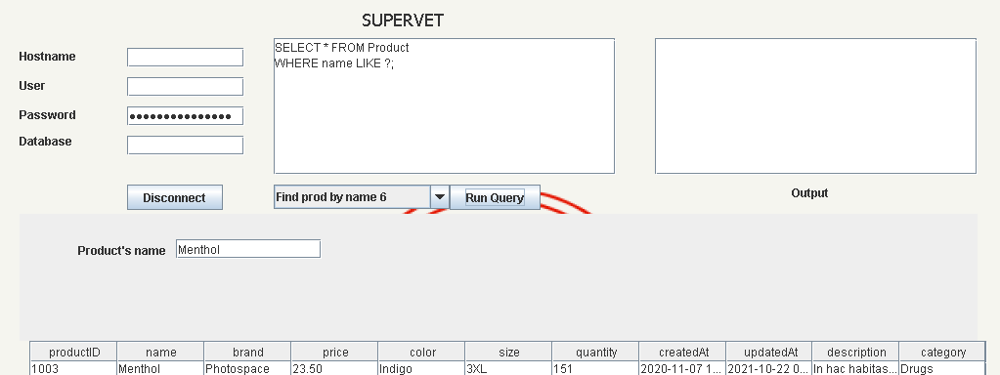 SUPERVET
Hostname
User
Password ●●●●●●●●●●●●●●●
Database
SELECT * FROM Product
WHERE name LIKE ?;
Disconnect
Find prod by name 6
Run Query
Output
Product's name Menthol
productID name brand price color size quantity createdAt updatedAt description category
1003 Menthol Photospace 23.50 Indigo 3XL 151 2020-11-07 1... 2021-10-22 0... In hac habitas... Drugs